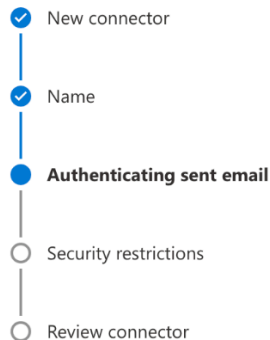 New connector
Name
Authenticating sent email
Security restrictions
Review connector